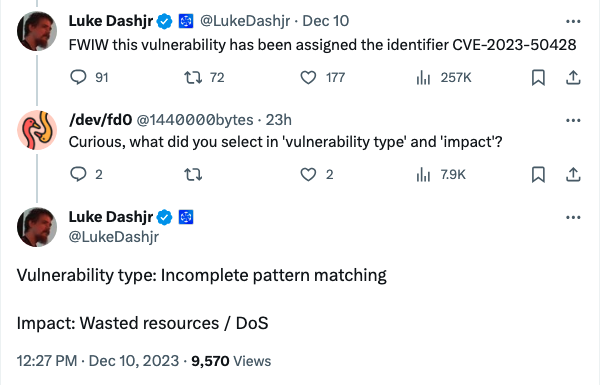 Luke Dashjr @LukeDashjr · Dec 10
FWIW this vulnerability has been assigned the identifier CVE-2023-50428
91 72 177 257K
/dev/fd0 @1440000bytes · 23h
Curious, what did you select in 'vulnerability type' and 'impact'?
2 2 7.9K
Luke Dashjr
@LukeDashjr
Vulnerability type: Incomplete pattern matching
Impact: Wasted resources / DoS
12:27 PM · Dec 10, 2023 · 9,570 Views